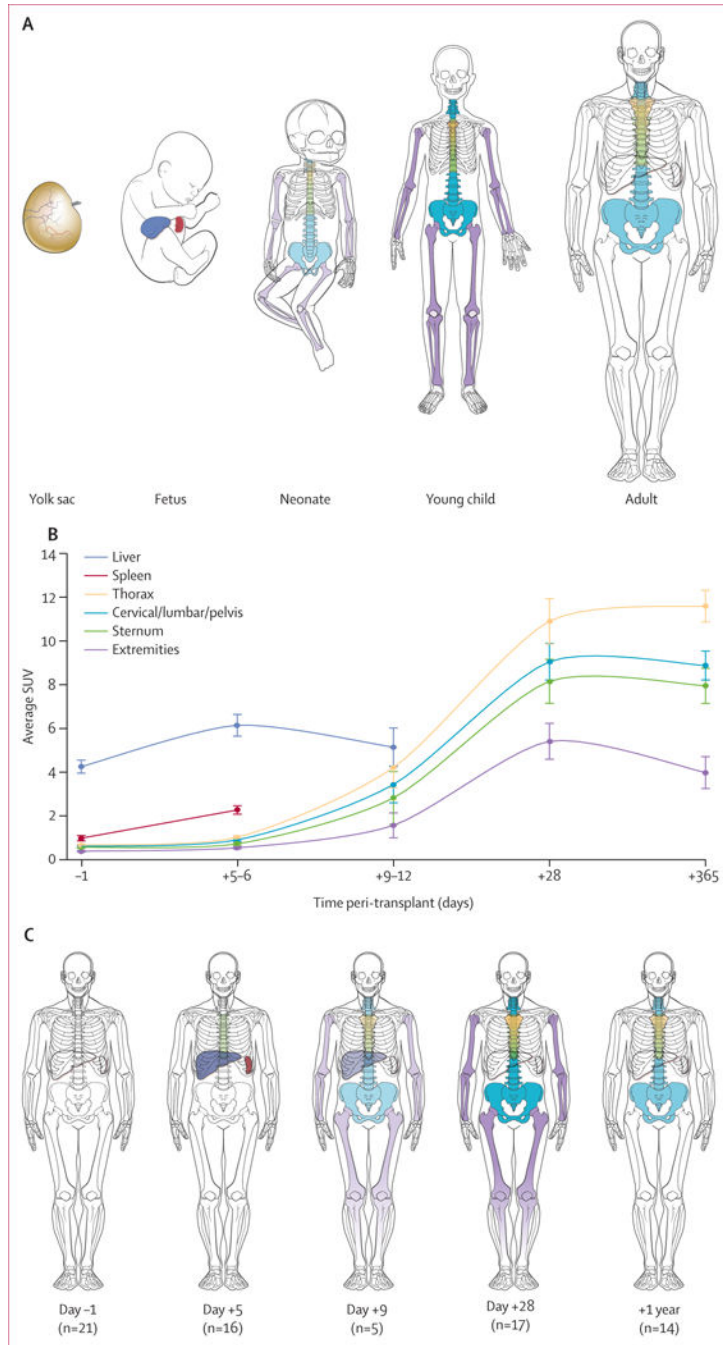 A
Yolk sac
Fetus
Neonate
Young child
Adult
B
14
12
10
8
6
4
2
0
Average SUV
Liver
Spleen
Thorax
Cervical/lumbar/pelvis
Sternum
Extremities
–1
+5–6
+9–12
+28
+365
Time peri-transplant (days)
C
Day –1
(n=21)
Day +5
(n=16)
Day +9
(n=5)
Day +28
(n=17)
+1 year
(n=14)